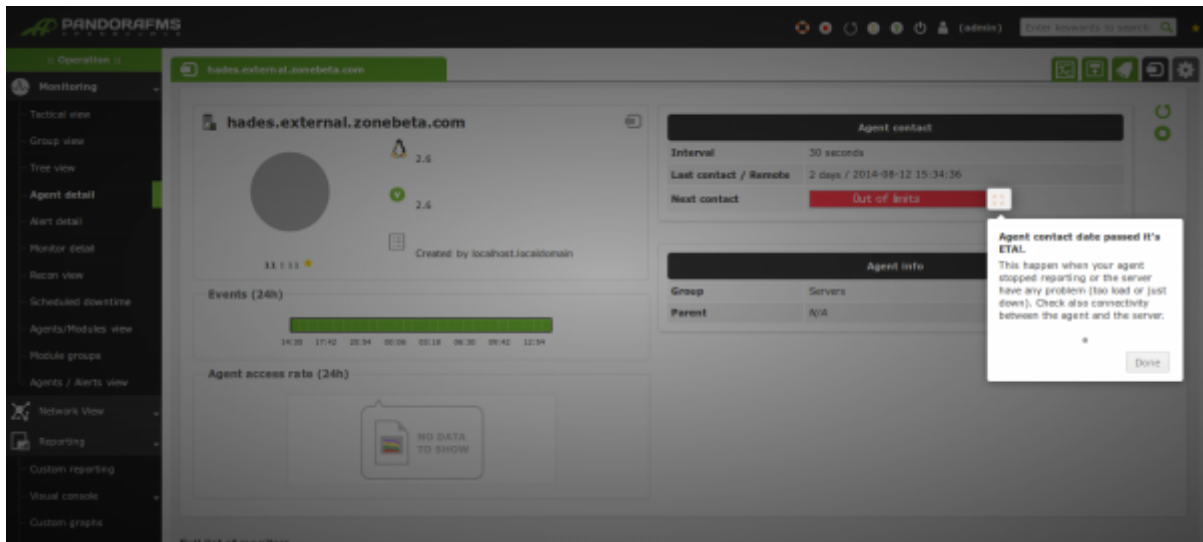 PANDORAFMS
(admin)
Enter keywords to search
:: Operation ::
Monitoring
Tactical view
Group view
Tree view
Agent detail
Alert detail
Monitor detail
Recon view
Scheduled downtime
Agents/Modules view
Module groups
Agents / Alerts view
Network View
Reporting
Custom reporting
Visual console
Custom graphs
hades.external.zonebeta.com
hades.external.zonebeta.com
2.6
2.6
Created by localhost.localdomain
Events (24h)
14:30 17:42 20:54 00:06 03:18 06:30 09:42 12:54
Agent access rate (24h)
NO DATA
TO SHOW
Agent contact
Interval 30 seconds
Last contact / Remote 2 days / 2014-08-12 15:34:36
Next contact Out of limits
Agent info
Group Servers
Parent N/A
Agent contact date passed it's
ETA!.
This happen when your agent
stopped reporting or the server
have any problem (too load or just
down). Check also connectivity
between the agent and the server.
Done